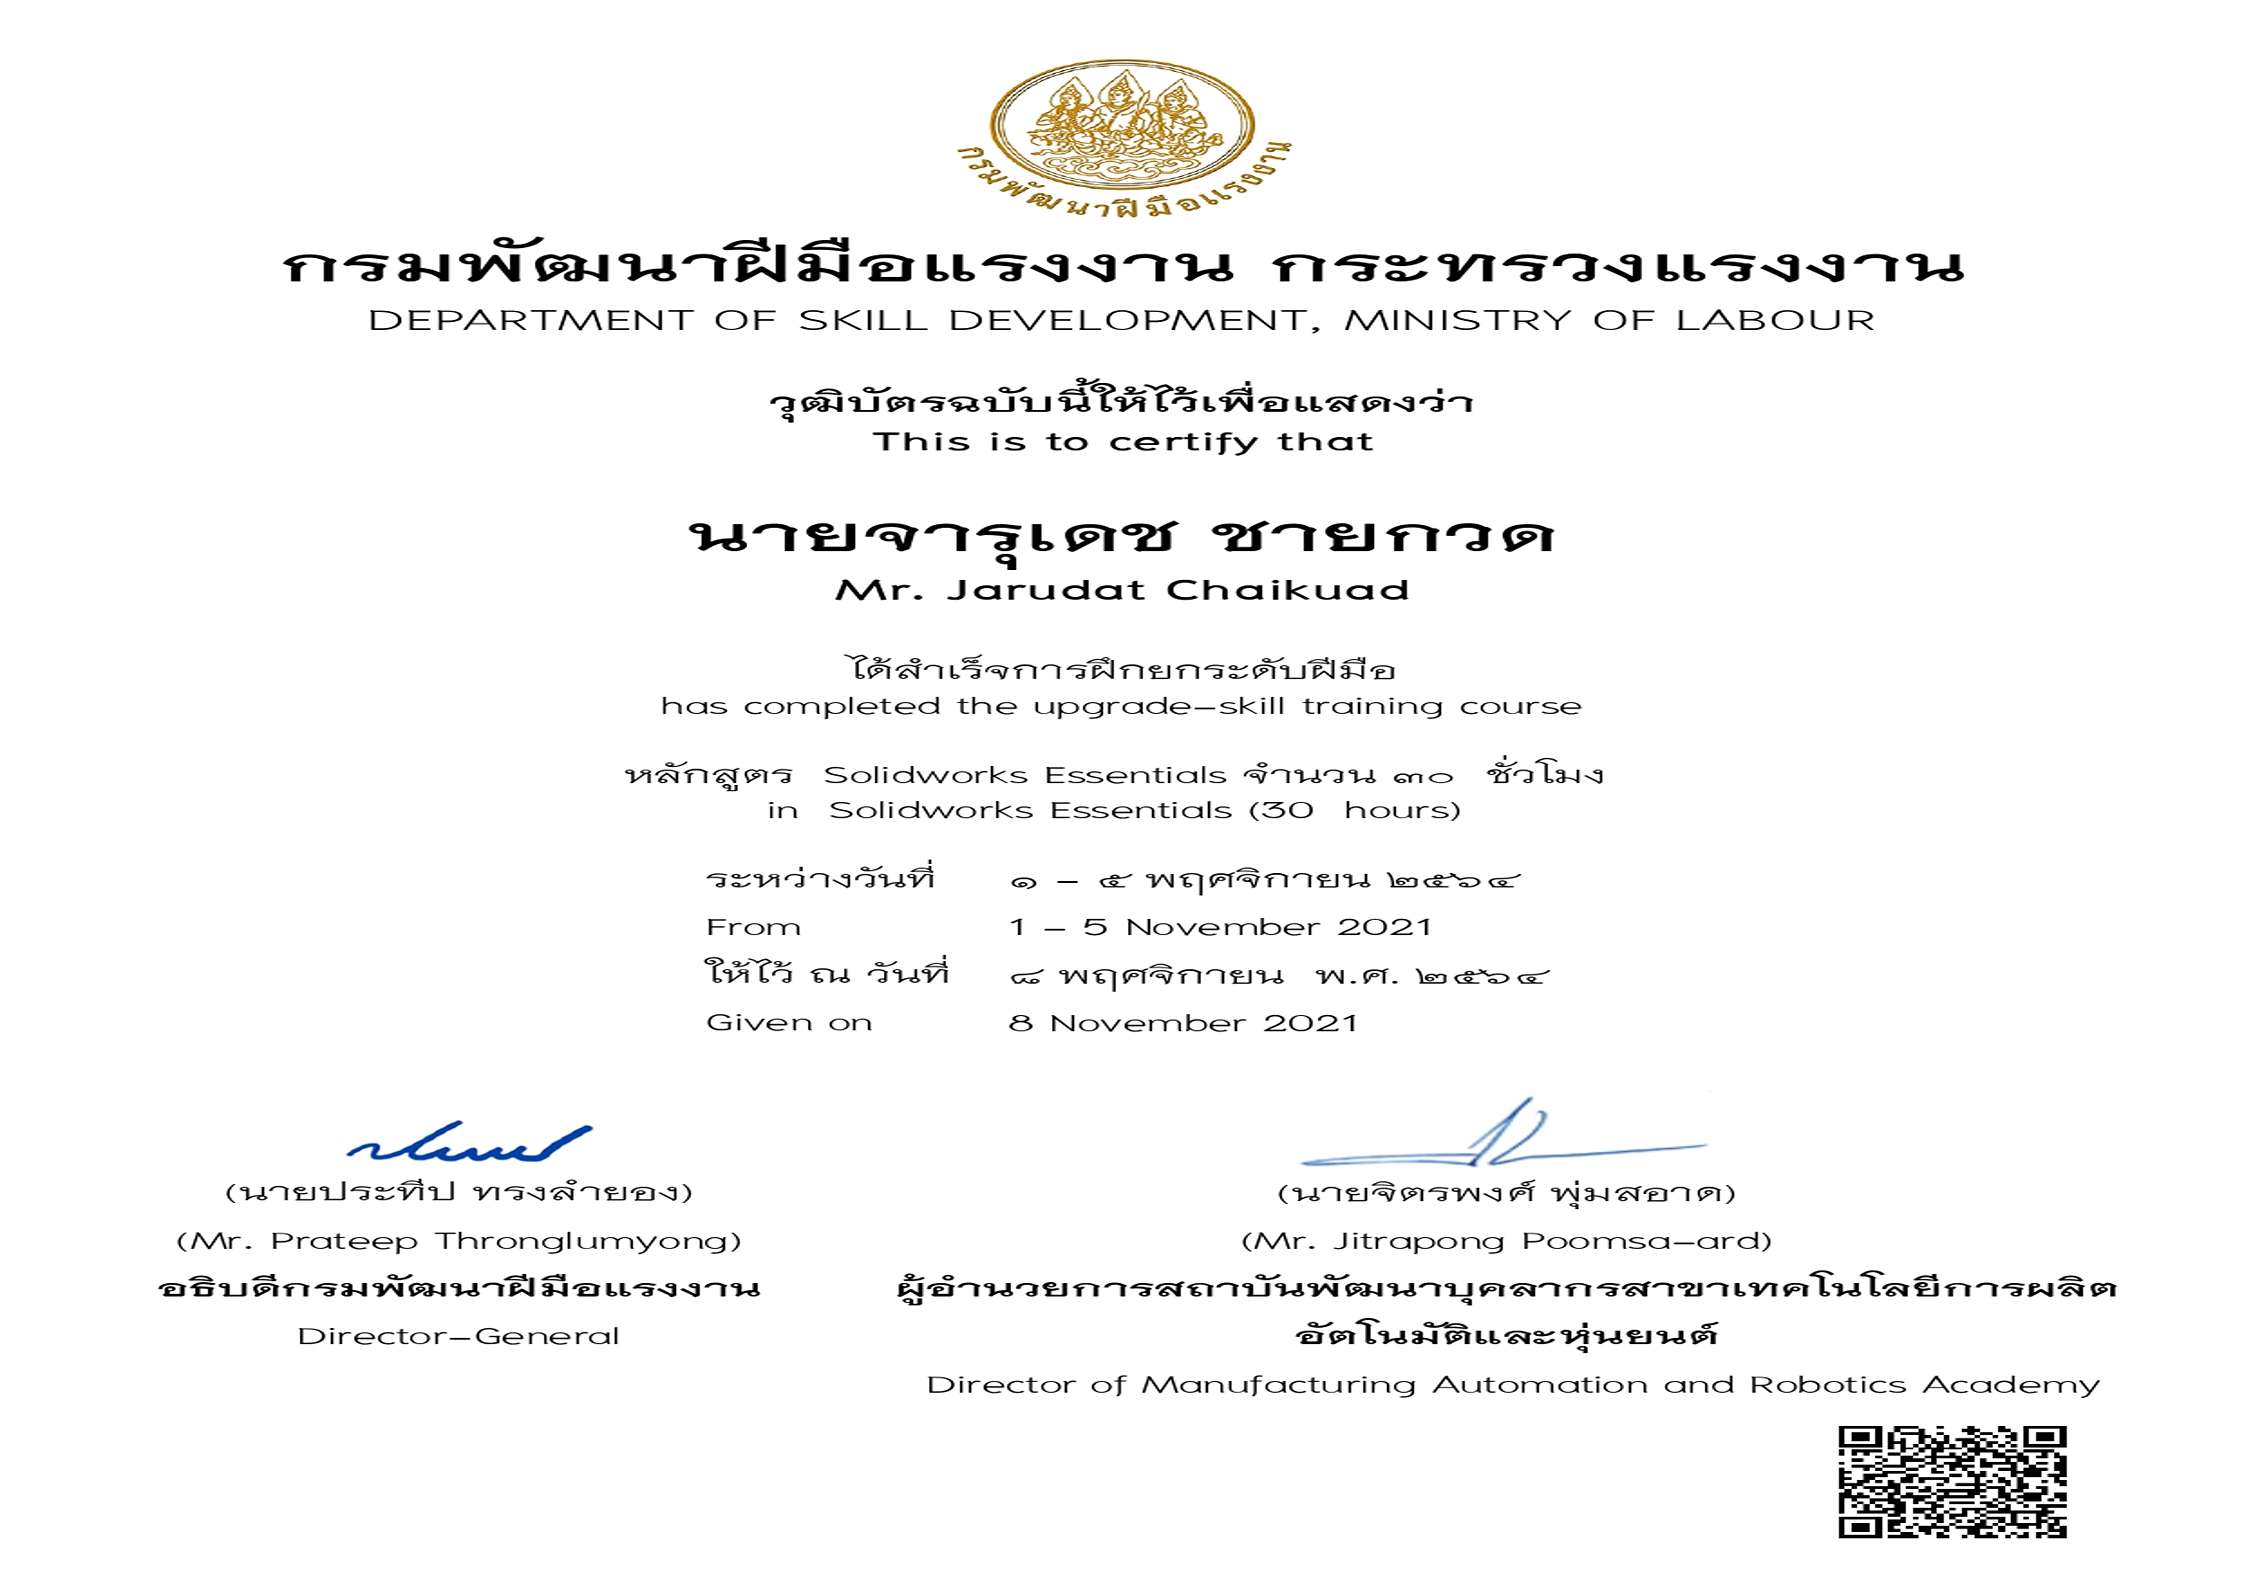 กรมพัฒนาฝีมือแรงงาน
กรมพัฒนาฝีมือแรงงาน กระทรวงแรงงาน
DEPARTMENT OF SKILL DEVELOPMENT, MINISTRY OF LABOUR
วุฒิบัตรฉบับนี้ให้ไว้เพื่อแสดงว่า
This is to certify that
นายจารุเดช ชายกวด
Mr. Jarudat Chaikuad
ได้สำเร็จการฝึกยกระดับฝีมือ
has completed the upgrade-skill training course
หลักสูตร Solidworks Essentials จำนวน ๓๐ ชั่วโมง
in Solidworks Essentials (30 hours)
ระหว่างวันที่ ๑ - ๕ พฤศจิกายน ๒๕๖๔
From 1 - 5 November 2021
ให้ไว้ ณ วันที่ ๘ พฤศจิกายน พ.ศ. ๒๕๖๔
Given on 8 November 2021
(นายประทีป ทรงลำยอง)
(Mr. Prateep Thronglumyong)
อธิบดีกรมพัฒนาฝีมือแรงงาน
Director-General
(นายจิตรพงศ์ พุ่มสอาด)
(Mr. Jitrapong Poomsa-ard)
ผู้อำนวยการสถาบันพัฒนาบุคลากรสาขาเทคโนโลยีการผลิต
อัตโนมัติและหุ่นยนต์
Director of Manufacturing Automation and Robotics Academy